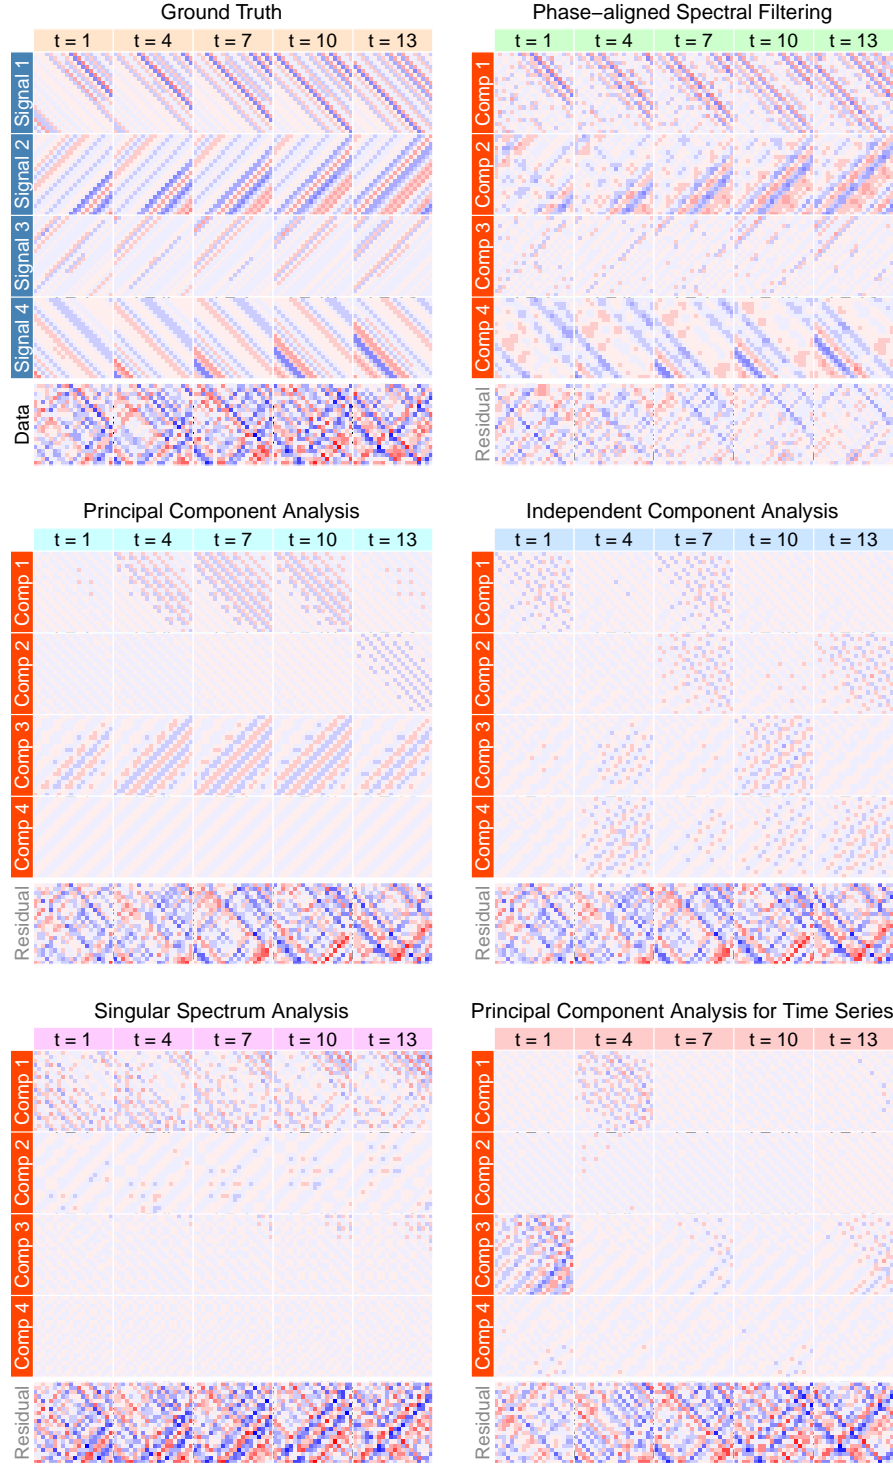 Ground Truth
t = 1 t = 4 t = 7 t = 10 t = 13
Signal 1
Signal 2
Signal 3
Signal 4
Data
Phase−aligned Spectral Filtering
t = 1 t = 4 t = 7 t = 10 t = 13
Comp 1
Comp 2
Comp 3
Comp 4
Residual
Principal Component Analysis
t = 1 t = 4 t = 7 t = 10 t = 13
Comp 1
Comp 2
Comp 3
Comp 4
Residual
Independent Component Analysis
t = 1 t = 4 t = 7 t = 10 t = 13
Comp 1
Comp 2
Comp 3
Comp 4
Residual
Singular Spectrum Analysis
t = 1 t = 4 t = 7 t = 10 t = 13
Comp 1
Comp 2
Comp 3
Comp 4
Residual
Principal Component Analysis for Time Series
t = 1 t = 4 t = 7 t = 10 t = 13
Comp 1
Comp 2
Comp 3
Comp 4
Residual